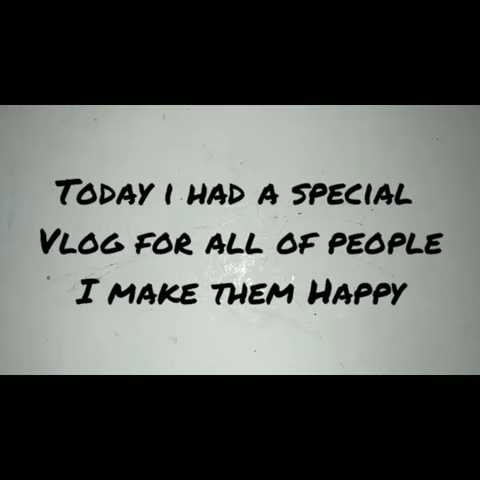 Today i had a special
Vlog for all of people
I make them Happy